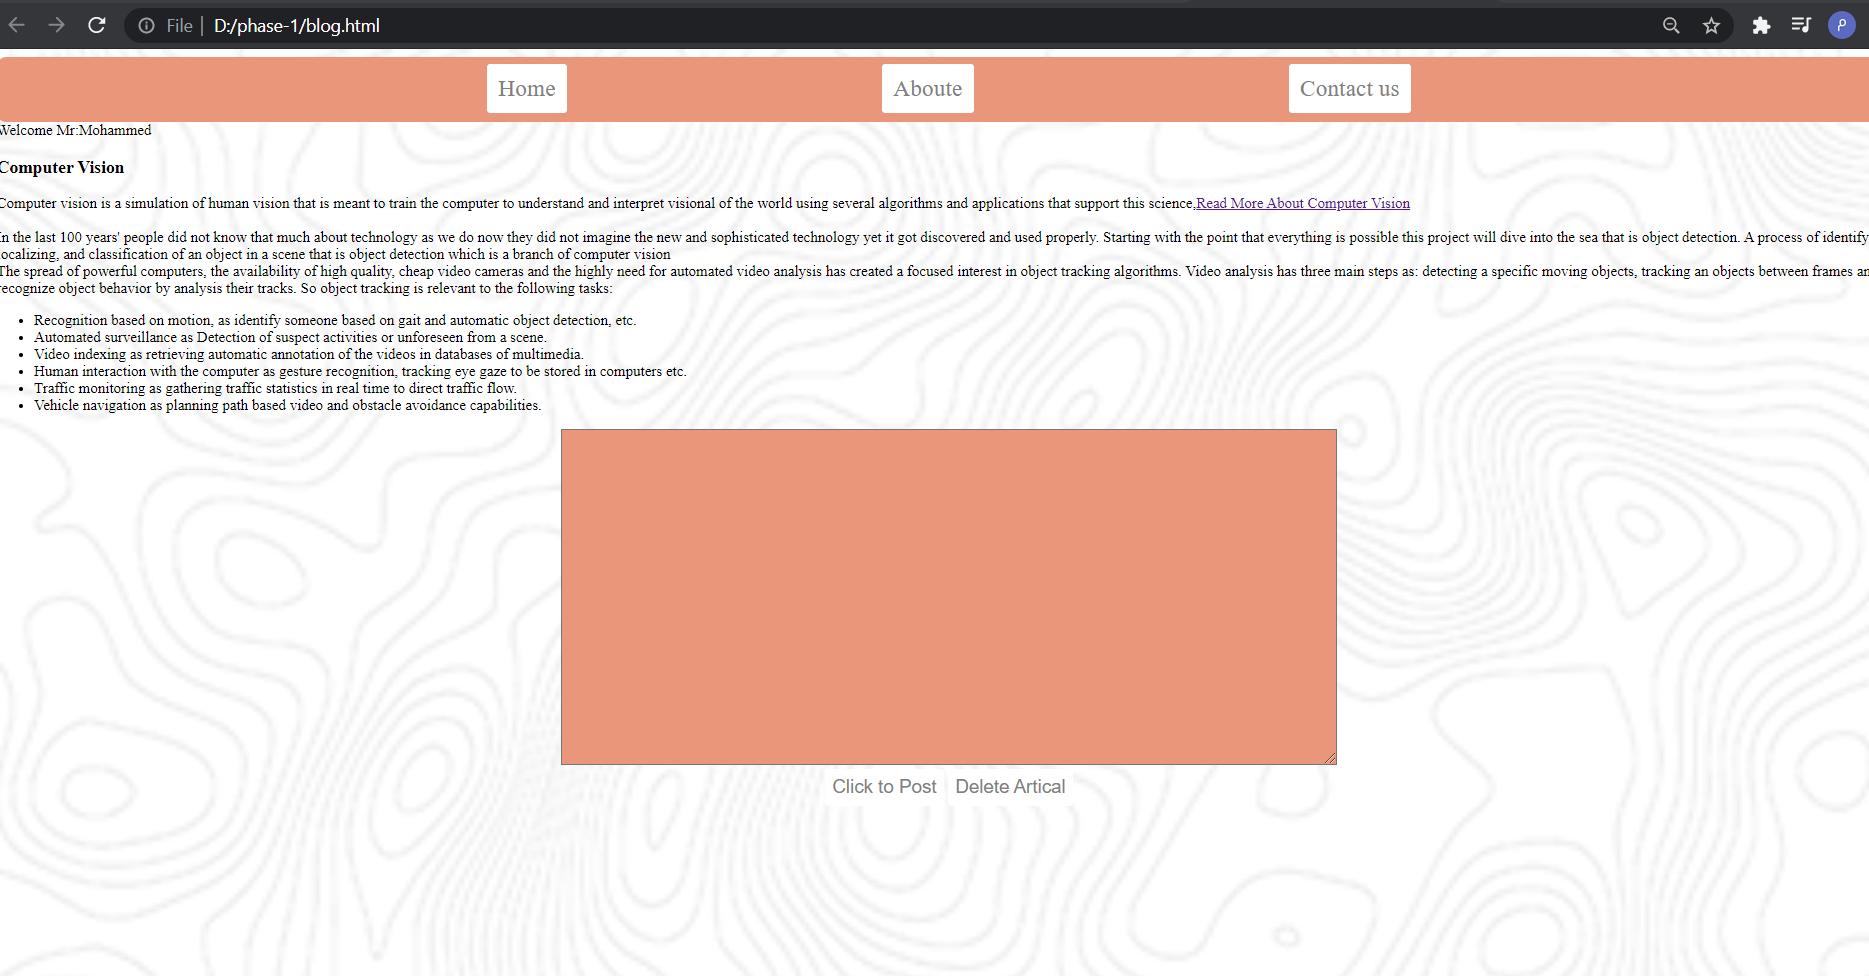 File | D:/phase-1/blog.html
P
Home Aboute Contact us
Welcome Mr:Mohammed
Computer Vision
Computer vision is a simulation of human vision that is meant to train the computer to understand and interpret visional of the world using several algorithms and applications that support this science,Read More About Computer Vision
In the last 100 years' people did not know that much about technology as we do now they did not imagine the new and sophisticated technology yet it got discovered and used properly. Starting with the point that everything is possible this project will dive into the sea that is object detection. A process of identify
localizing, and classification of an object in a scene that is object detection which is a branch of computer vision
The spread of powerful computers, the availability of high quality, cheap video cameras and the highly need for automated video analysis has created a focused interest in object tracking algorithms. Video analysis has three main steps as: detecting a specific moving objects, tracking an objects between frames an
recognize object behavior by analysis their tracks. So object tracking is relevant to the following tasks:
• Recognition based on motion, as identify someone based on gait and automatic object detection, etc.
• Automated surveillance as Detection of suspect activities or unforeseen from a scene.
• Video indexing as retrieving automatic annotation of the videos in databases of multimedia.
• Human interaction with the computer as gesture recognition, tracking eye gaze to be stored in computers etc.
• Traffic monitoring as gathering traffic statistics in real time to direct traffic flow.
• Vehicle navigation as planning path based video and obstacle avoidance capabilities.
Click to Post Delete Artical